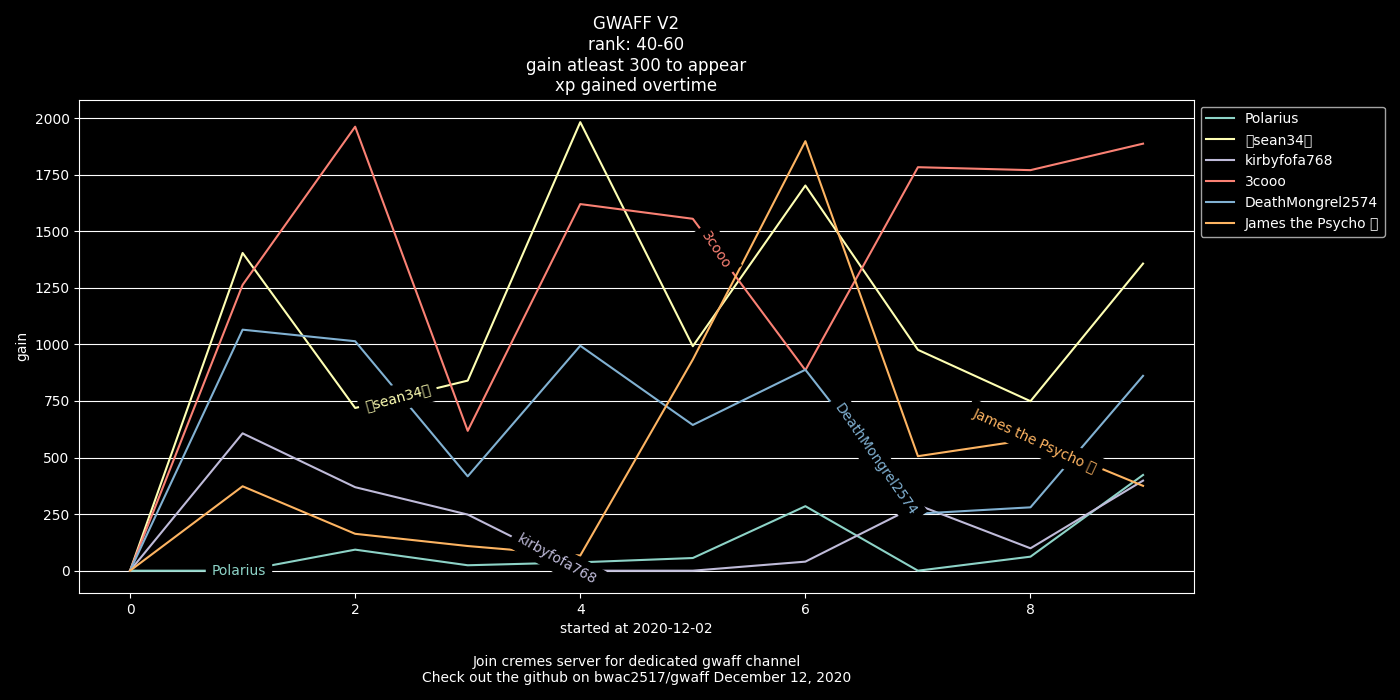 GWAFF V2
rank: 40-60
gain atleast 300 to appear
xp gained overtime
2000
1750
1500
1250
1000
750
500
250
0
gain
0 2 4 6 8
started at 2020-12-02
Polarius
sean34
kirbyfofa768
3cooo
DeathMongrel2574
James the Psycho
3cooo
sean34
DeathMongrel2574
James the Psycho
kirbyfofa768
Polarius
Join cremes server for dedicated gwaff channel
Check out the github on bwac2517/gwaff December 12, 2020